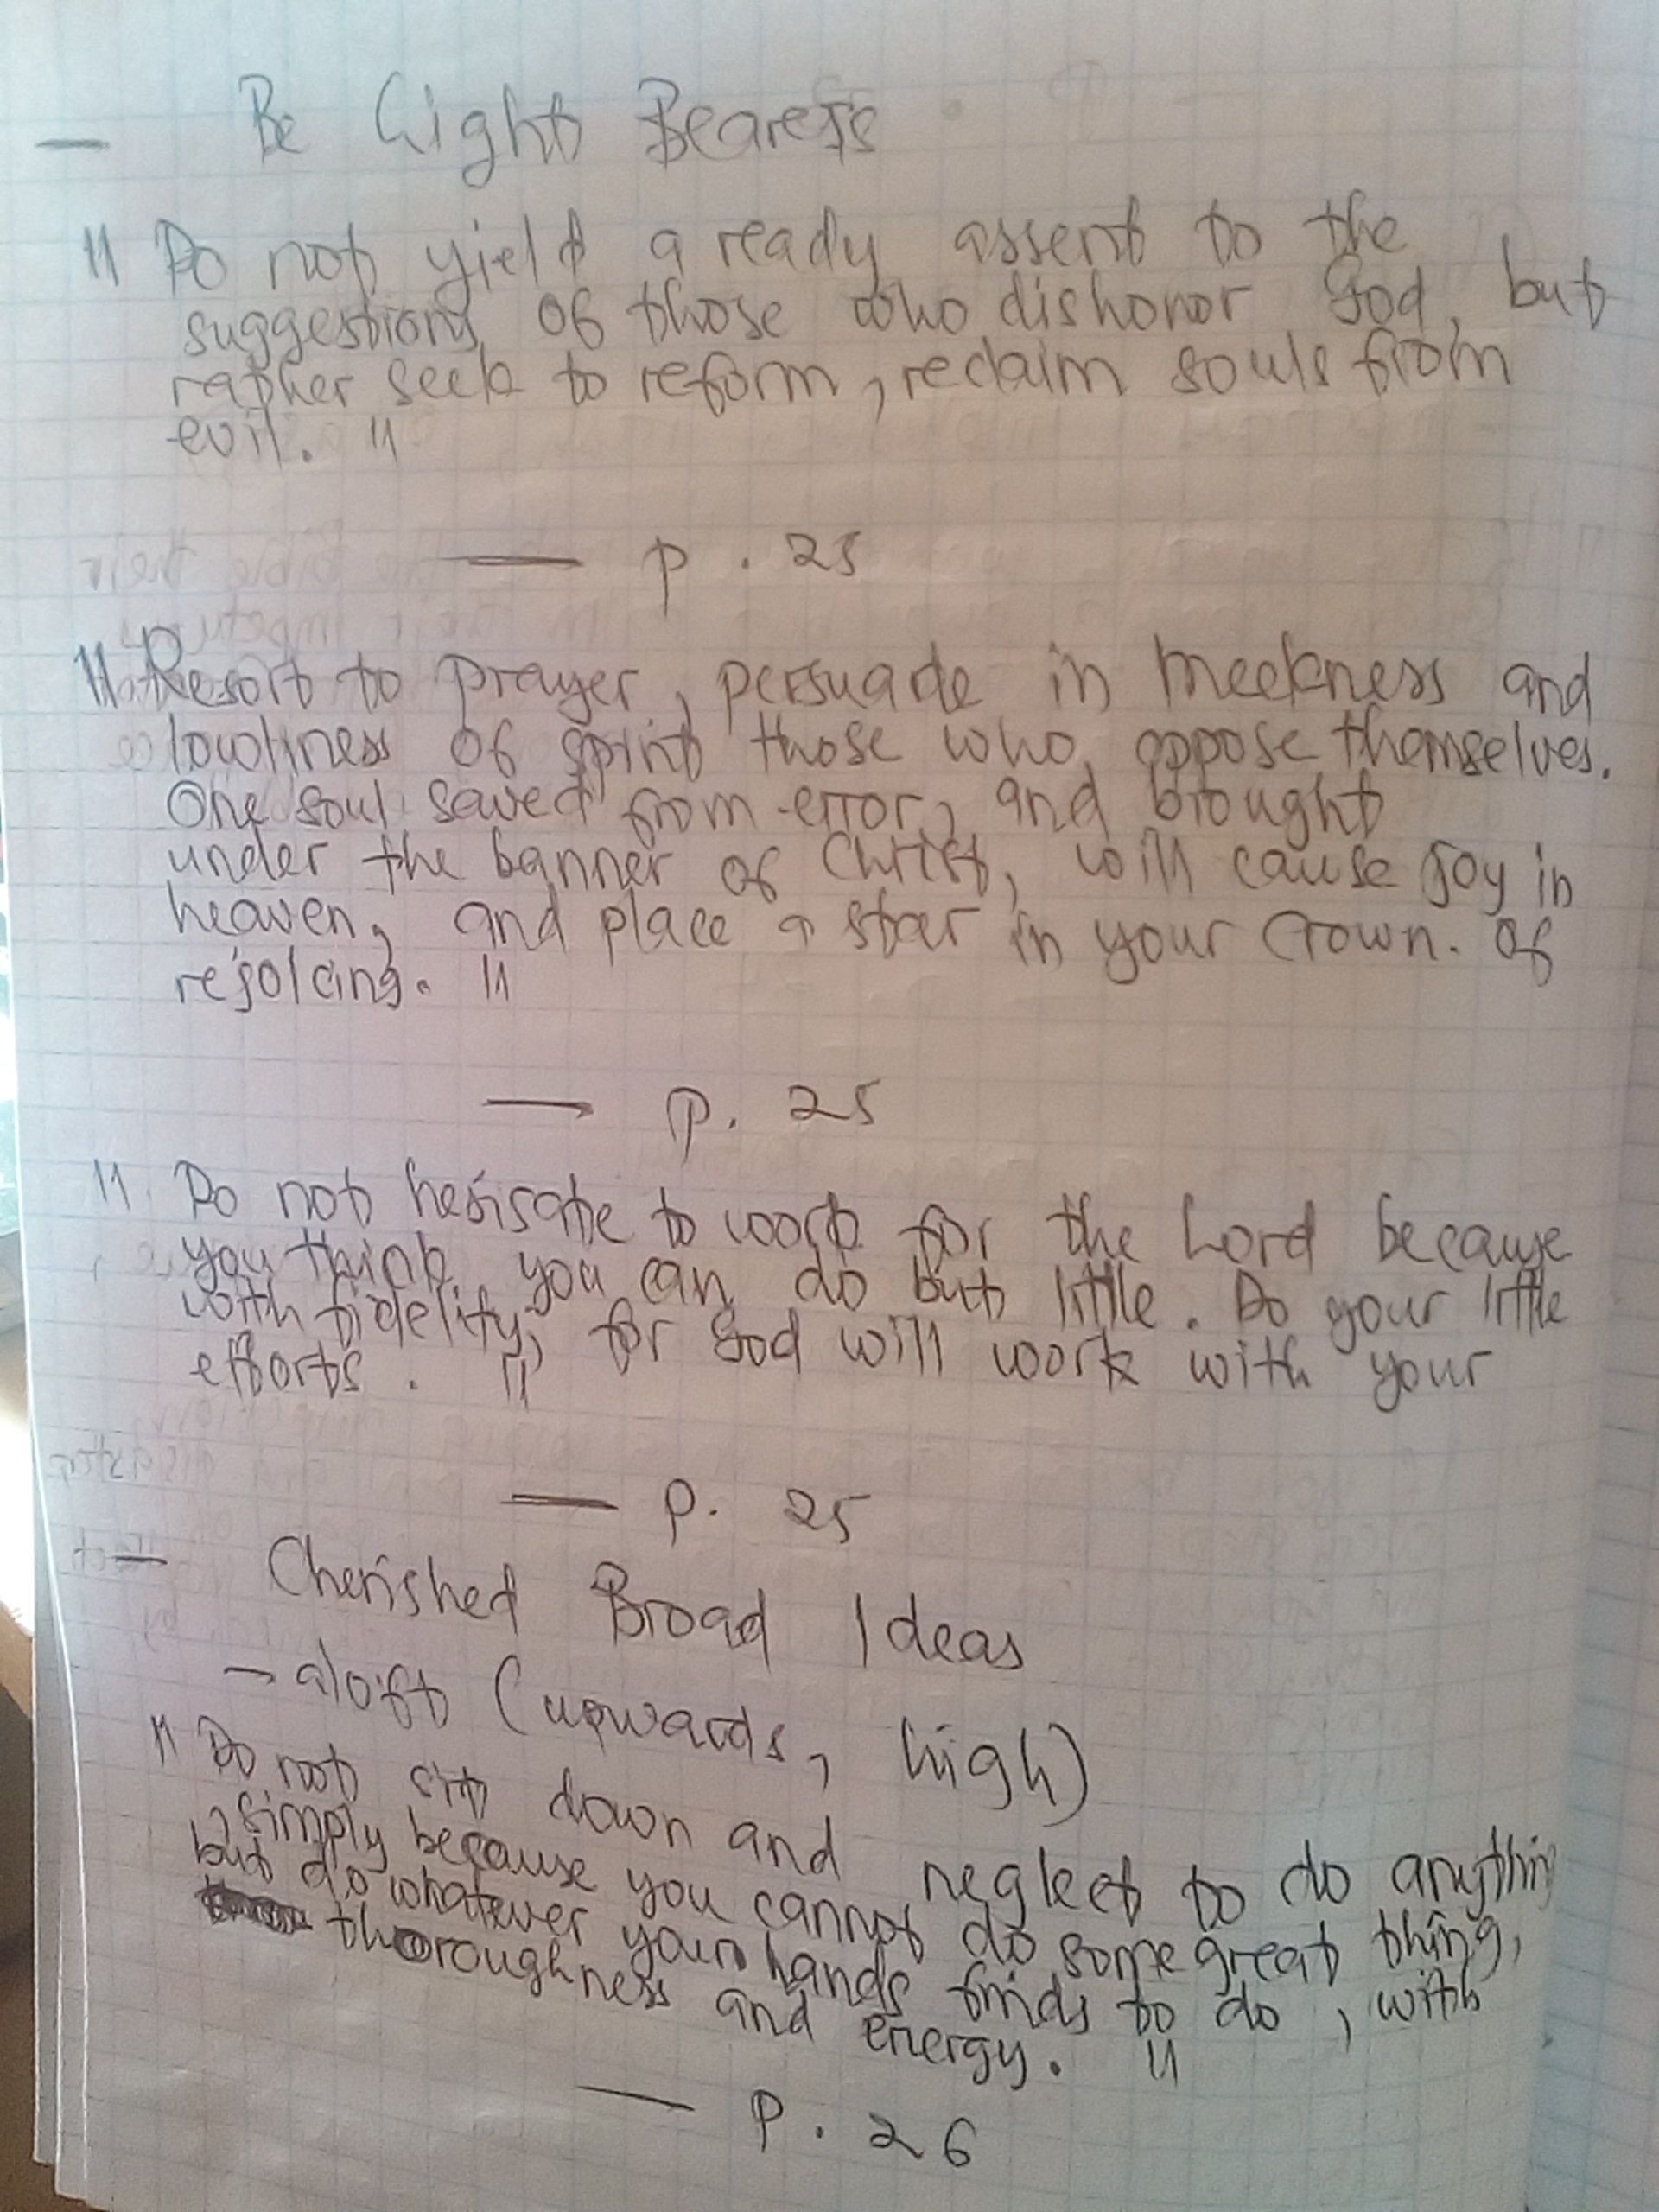 — Be Light Bearers
" Do not yield a ready assent to the
suggestions of those who dishonor God, but
rather seek to reform, reclaim souls from
evil. "
— p. 25
" Resort to prayer, persuade in meekness and
lowliness of spirit those who oppose themselves.
One soul saved from error, and brought
under the banner of Christ, will cause joy in
heaven, and place a star in your crown. of
rejoicing. "
— p. 25
" Do not hesitate to work for the Lord because
you think you can do but little. Do your little
with fidelity, for God will work with your
efforts. "
— p. 25
— Cherished Broad Ideas
- aloft (upwards, high)
" Do not sit down and neglect to do anything
, simply because you cannot do some great thing,
but do whatever your hands finds to do, with
thoroughness and energy. "
— p. 26